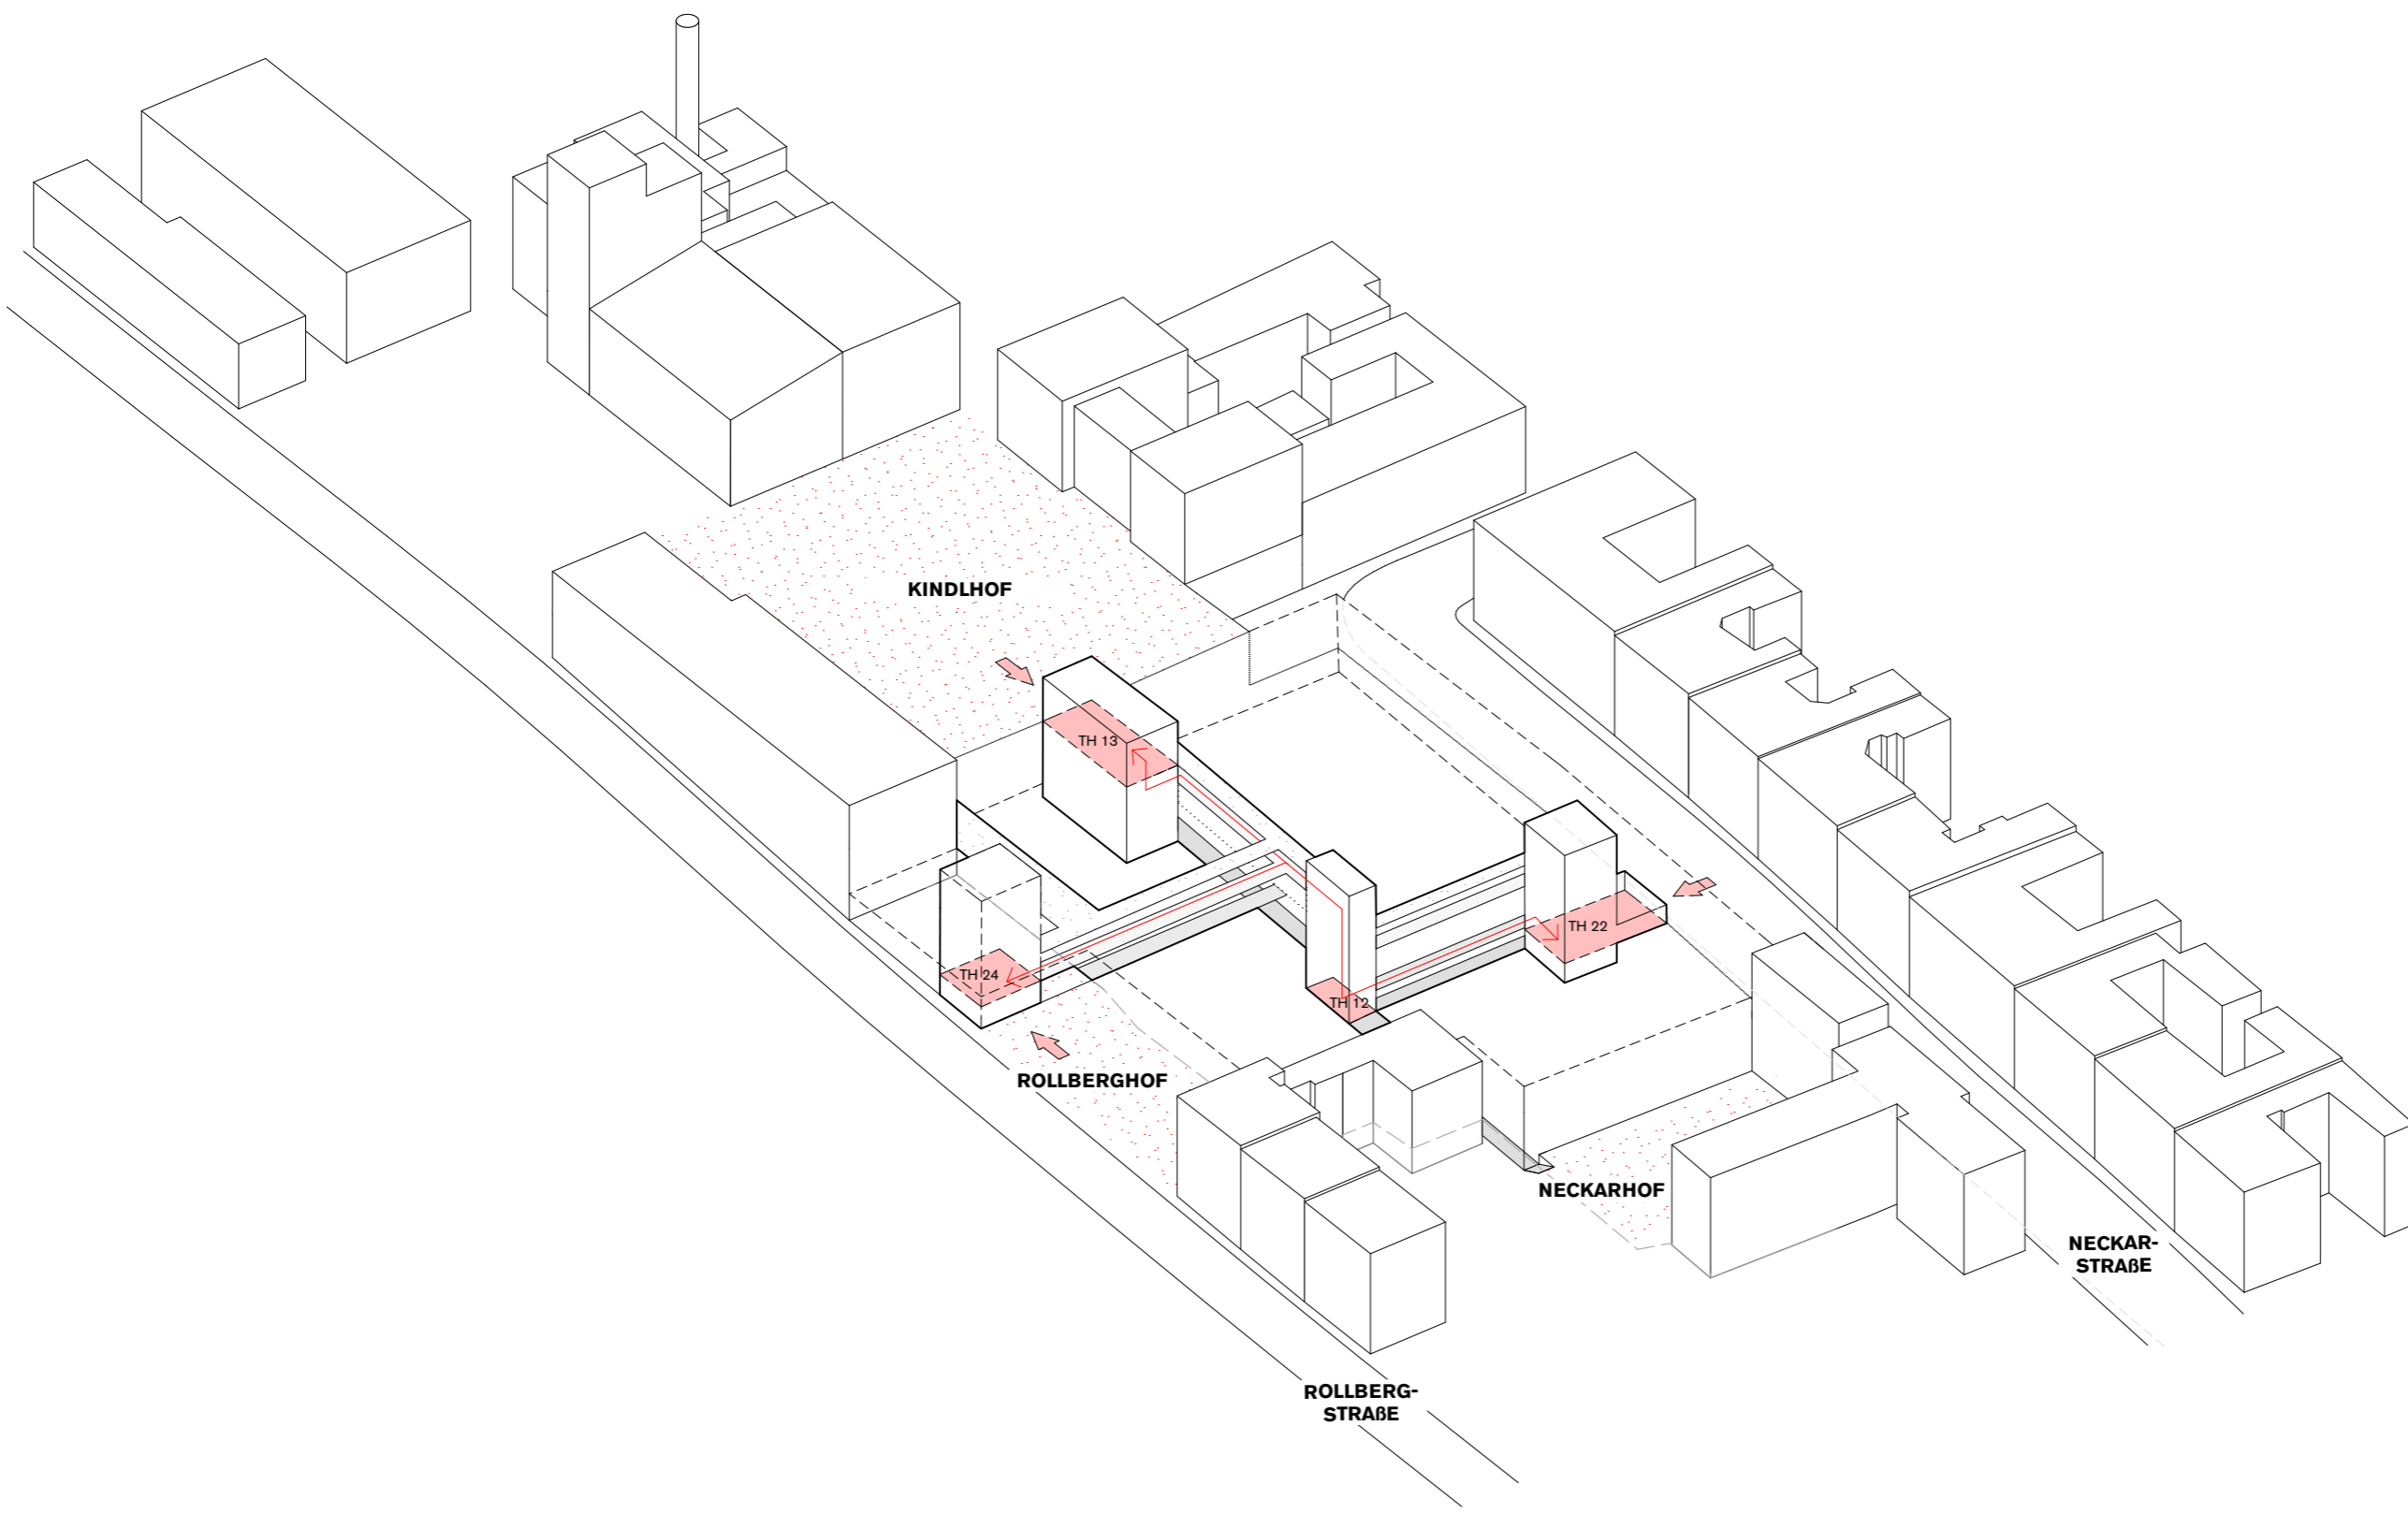 KINDLHOF
TH 13
TH 22
TH 24
TH 12
ROLLBERGHOF
NECKARHOF
NECKAR-
STRAßE
ROLLBERG-
STRAßE